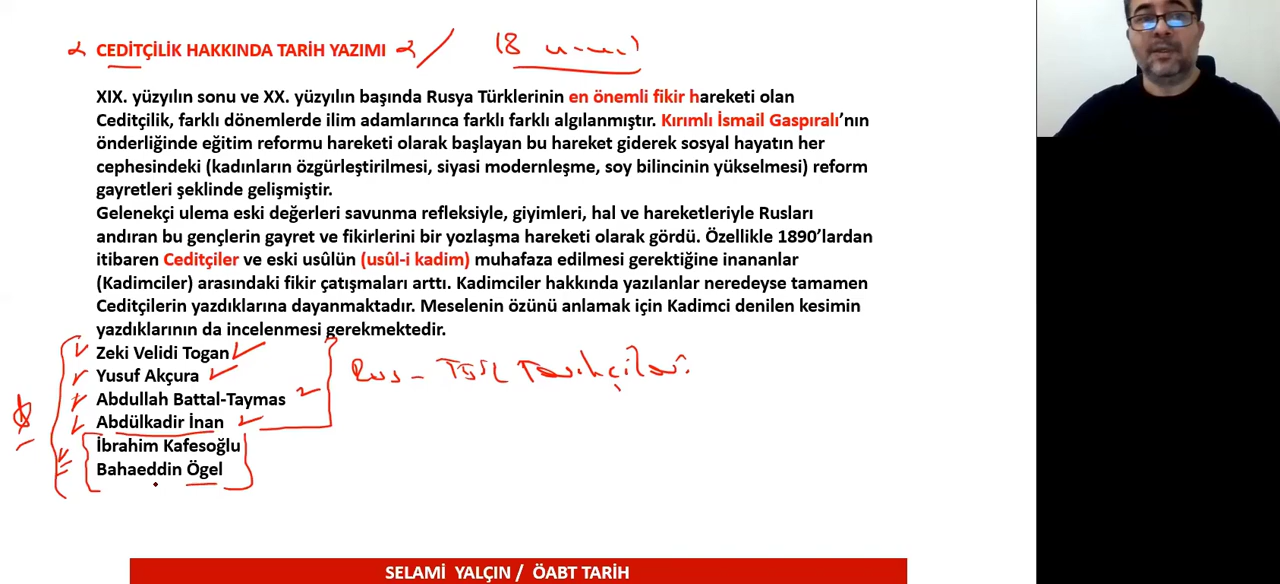 CEDİTÇİLİK HAKKINDA TARİH YAZIMI
XIX. yüzyılın sonu ve XX. yüzyılın başında Rusya Türklerinin en önemli fikir hareketi olan
Ceditçilik, farklı dönemlerde ilim adamlarınca farklı farklı algılanmıştır. Kırımlı İsmail Gaspıralı’nın
önderliğinde eğitim reformu hareketi olarak başlayan bu hareket giderek sosyal hayatın her
cephesindeki (kadınların özgürleştirilmesi, siyasi modernleşme, soy bilincinin yükselmesi) reform
gayretleri şeklinde gelişmiştir.
Gelenekçi ulema eski değerleri savunma refleksiyle, giyimleri, hal ve hareketleriyle Rusları
andıran bu gençlerin gayret ve fikirlerini bir yozlaşma hareketi olarak gördü. Özellikle 1890’lardan
itibaren Ceditçiler ve eski usûlün (usûl-i kadim) muhafaza edilmesi gerektiğine inananlar
(Kadimciler) arasındaki fikir çatışmaları arttı. Kadimciler hakkında yazılanlar neredeyse tamamen
Ceditçilerin yazdıklarına dayanmaktadır. Meselenin özünü anlamak için Kadimci denilen kesimin
yazdıklarının da incelenmesi gerekmektedir.
Zeki Velidi Togan
Yusuf Akçura
Abdullah Battal-Taymas
Abdülkadir İnan
İbrahim Kafesoğlu
Bahaeddin Ögel
Rus - Tarihçileri
SELAMİ YALÇIN / ÖABT TARİH